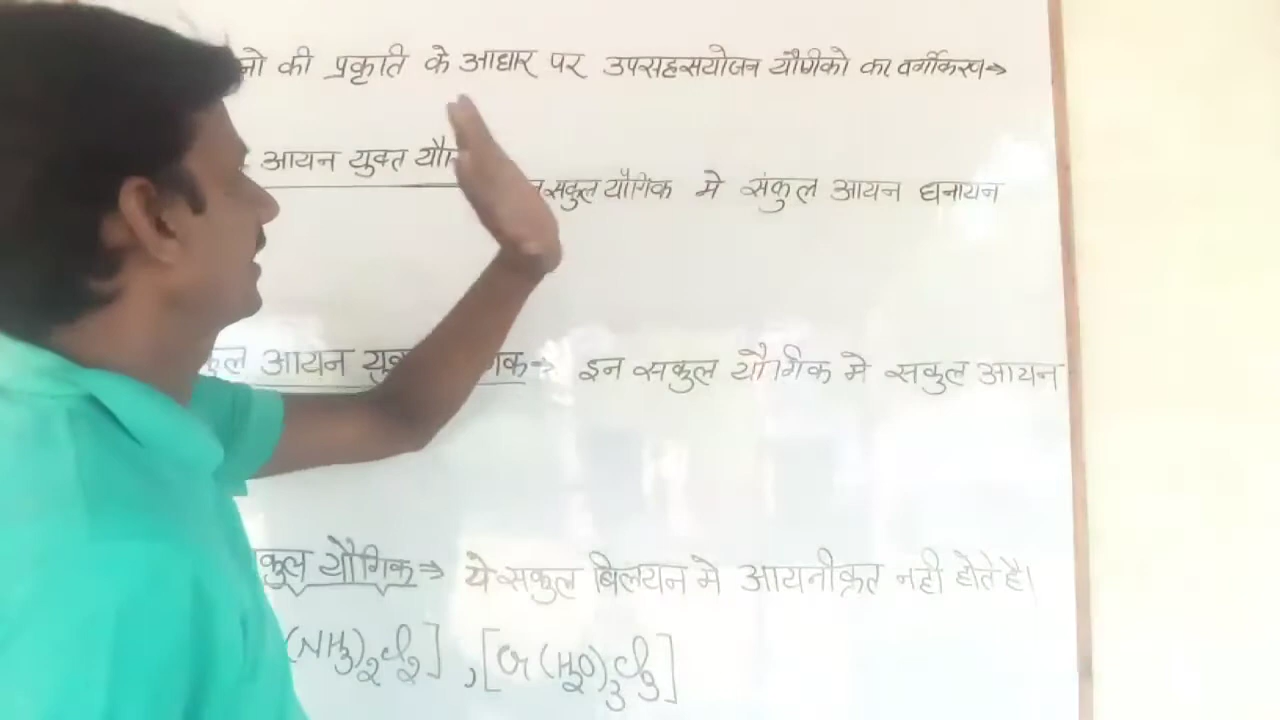 की प्रकृति के आधार पर उपसहसयोजन यौगिको का वर्गीकरण→
आयन युक्त
सकुल यौगिक मे संकुल आयन धनायन
आयन → इन सकुल यौगिक मे सकुल आयन
यौगिक ⇒ ये सकुल बिलयन मे आयनीक्रत नही होते है।
(NH3)2Cl2] , [Cr(H2O)3Cl3]